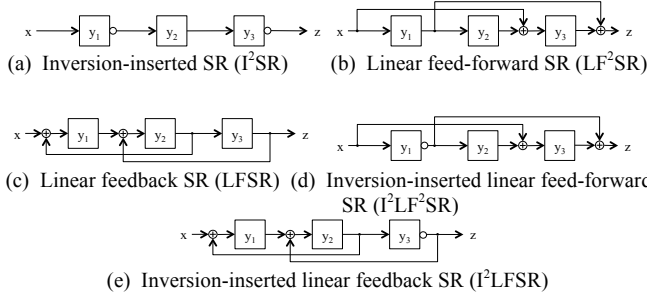 x y1 y2 y3 z
(a) Inversion-inserted SR (I²SR)
x y1 y2 y3 z
(b) Linear feed-forward SR (LF²SR)
x y1 y2 y3 z
(c) Linear feedback SR (LFSR)
x y1 y2 y3 z
(d) Inversion-inserted linear feed-forward
SR (I²LF²SR)
x y1 y2 y3 z
(e) Inversion-inserted linear feedback SR (I²LFSR)